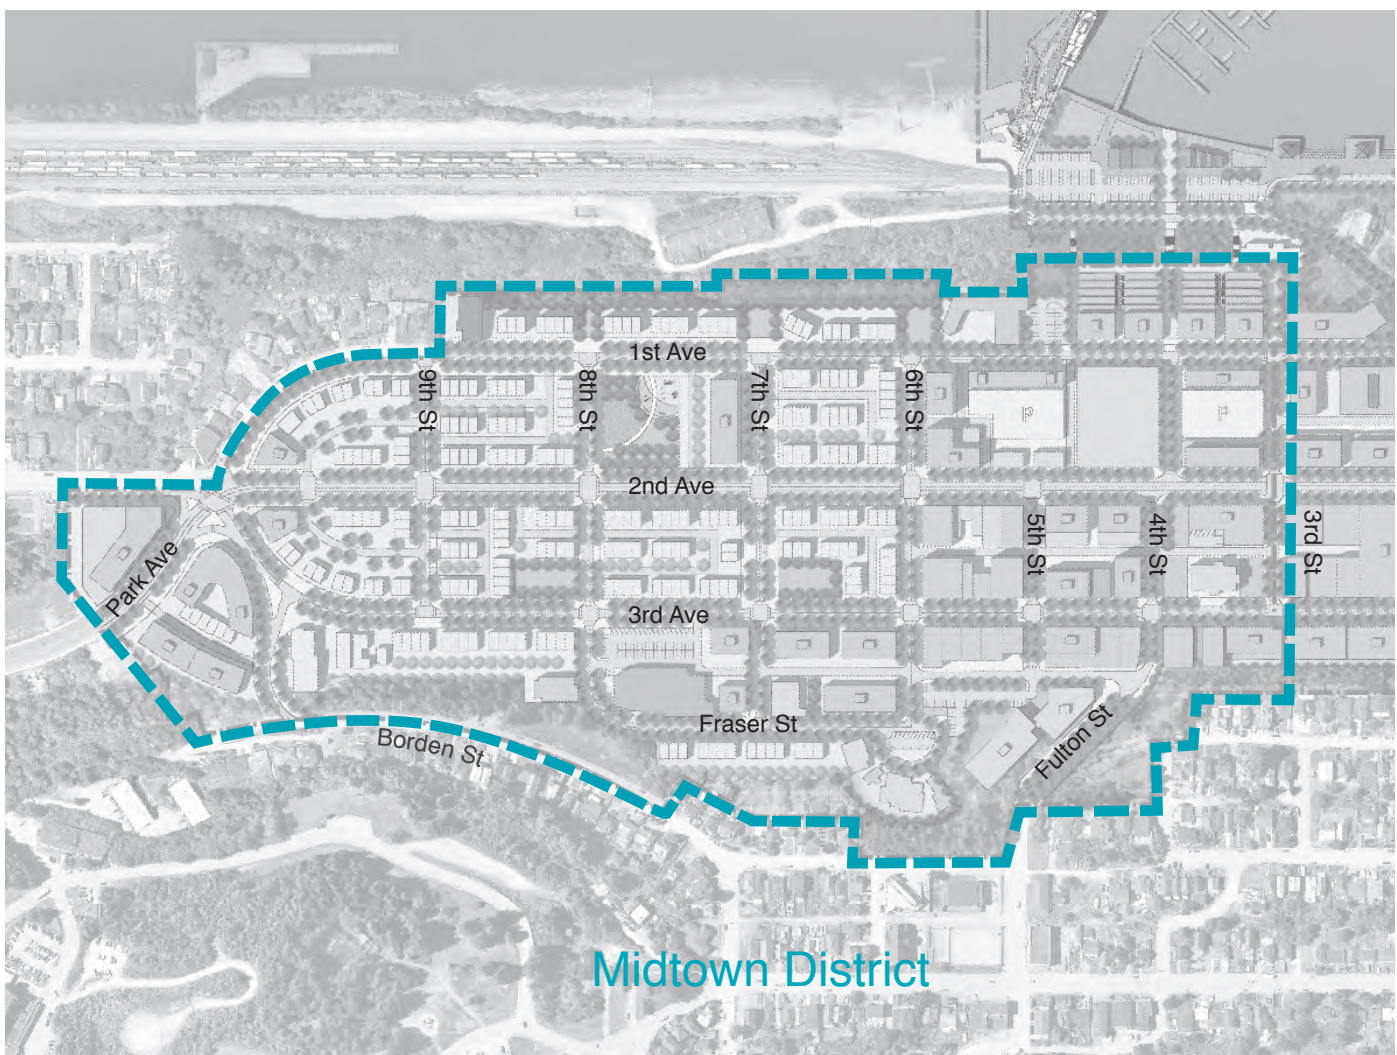 1st Ave
9th St
8th St
7th St
6th St
2nd Ave
5th St
4th St
3rd St
Park Ave
3rd Ave
Fraser St
Borden St
Fulton St
Midtown District